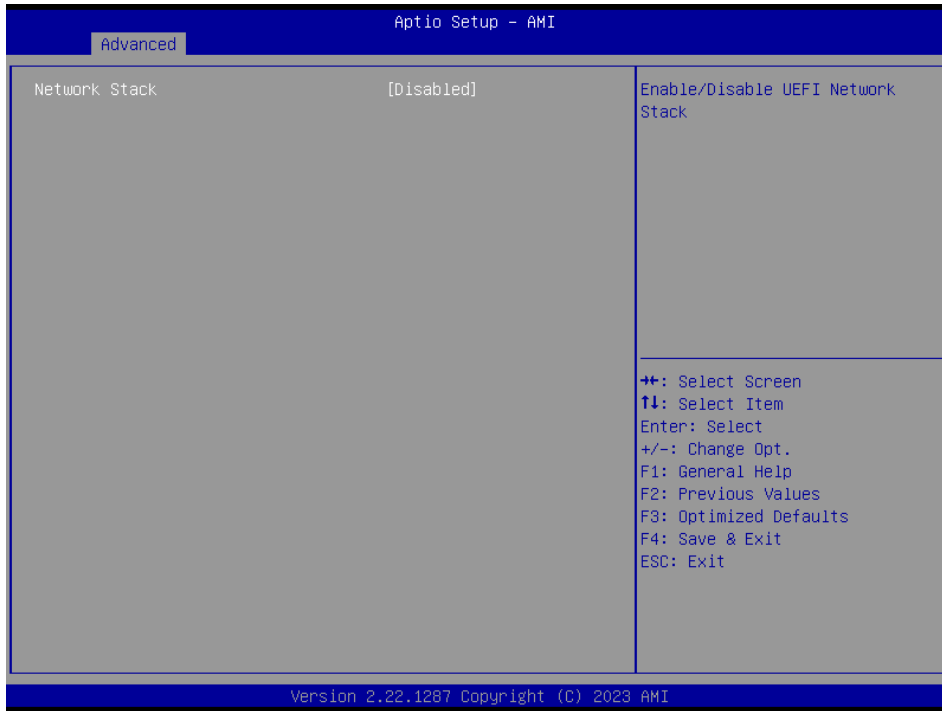 Aptio Setup – AMI
Advanced
Network Stack [Disabled]
Enable/Disable UEFI Network
Stack
→←: Select Screen
↑↓: Select Item
Enter: Select
+/-: Change Opt.
F1: General Help
F2: Previous Values
F3: Optimized Defaults
F4: Save & Exit
ESC: Exit
Version 2.22.1287 Copyright (C) 2023 AMI